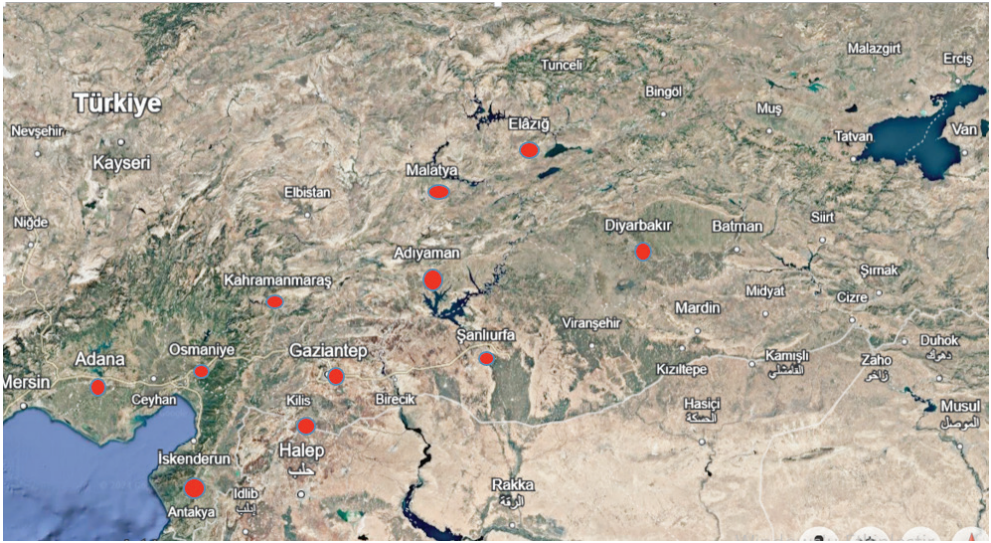 Malazgirt
Erciş
Tunceli
Bingöl
Türkiye
Muş
Nevşehir
Elâzığ
Tatvan
Van
Kayseri
Malatya
Elbistan
Niğde
Siirt
Diyarbakır
Batman
Adıyaman
Kahramanmaraş
Şırnak
Midyat
Cizre
Mardin
Viranşehir
Şanlıurfa
Duhok
دهوك
Osmaniye
Gaziantep
Adana
Kamışlı
القامشلي
Zaho
زاخو
Kızıltepe
Mersin
Ceyhan
Kilis
Birecik
Hasiçi
الحسكة
Musul
الموصل
Halep
حلب
İskenderun
Rakka
الرقة
Idlib
إدلب
Antakya